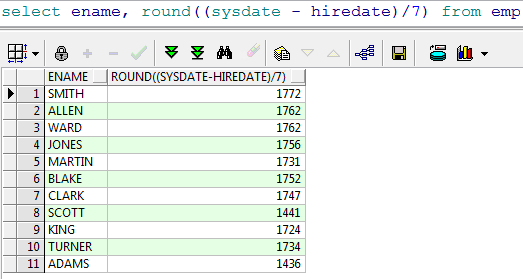 select ename, round((sysdate - hiredate)/7) from emp
ENAME ROUND((SYSDATE-HIREDATE)/7)
1 SMITH 1772
2 ALLEN 1762
3 WARD 1762
4 JONES 1756
5 MARTIN 1731
6 BLAKE 1752
7 CLARK 1747
8 SCOTT 1441
9 KING 1724
10 TURNER 1734
11 ADAMS 1436